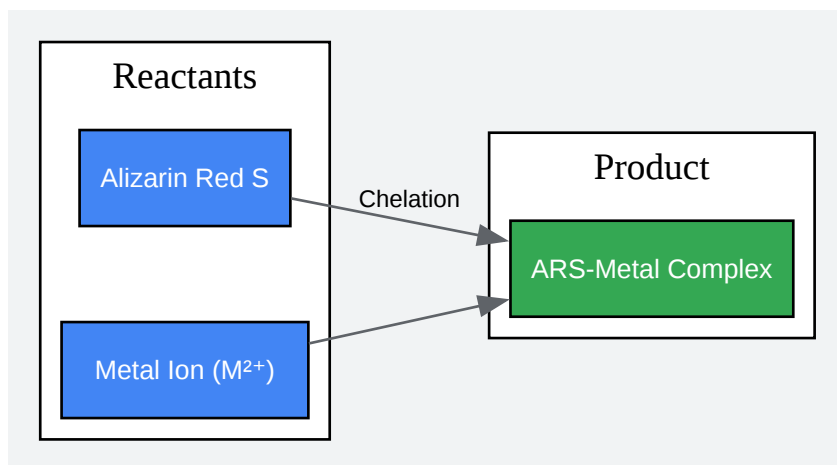 Reactants
Alizarin Red S
Metal Ion (M²⁺)
Chelation
Product
ARS-Metal Complex